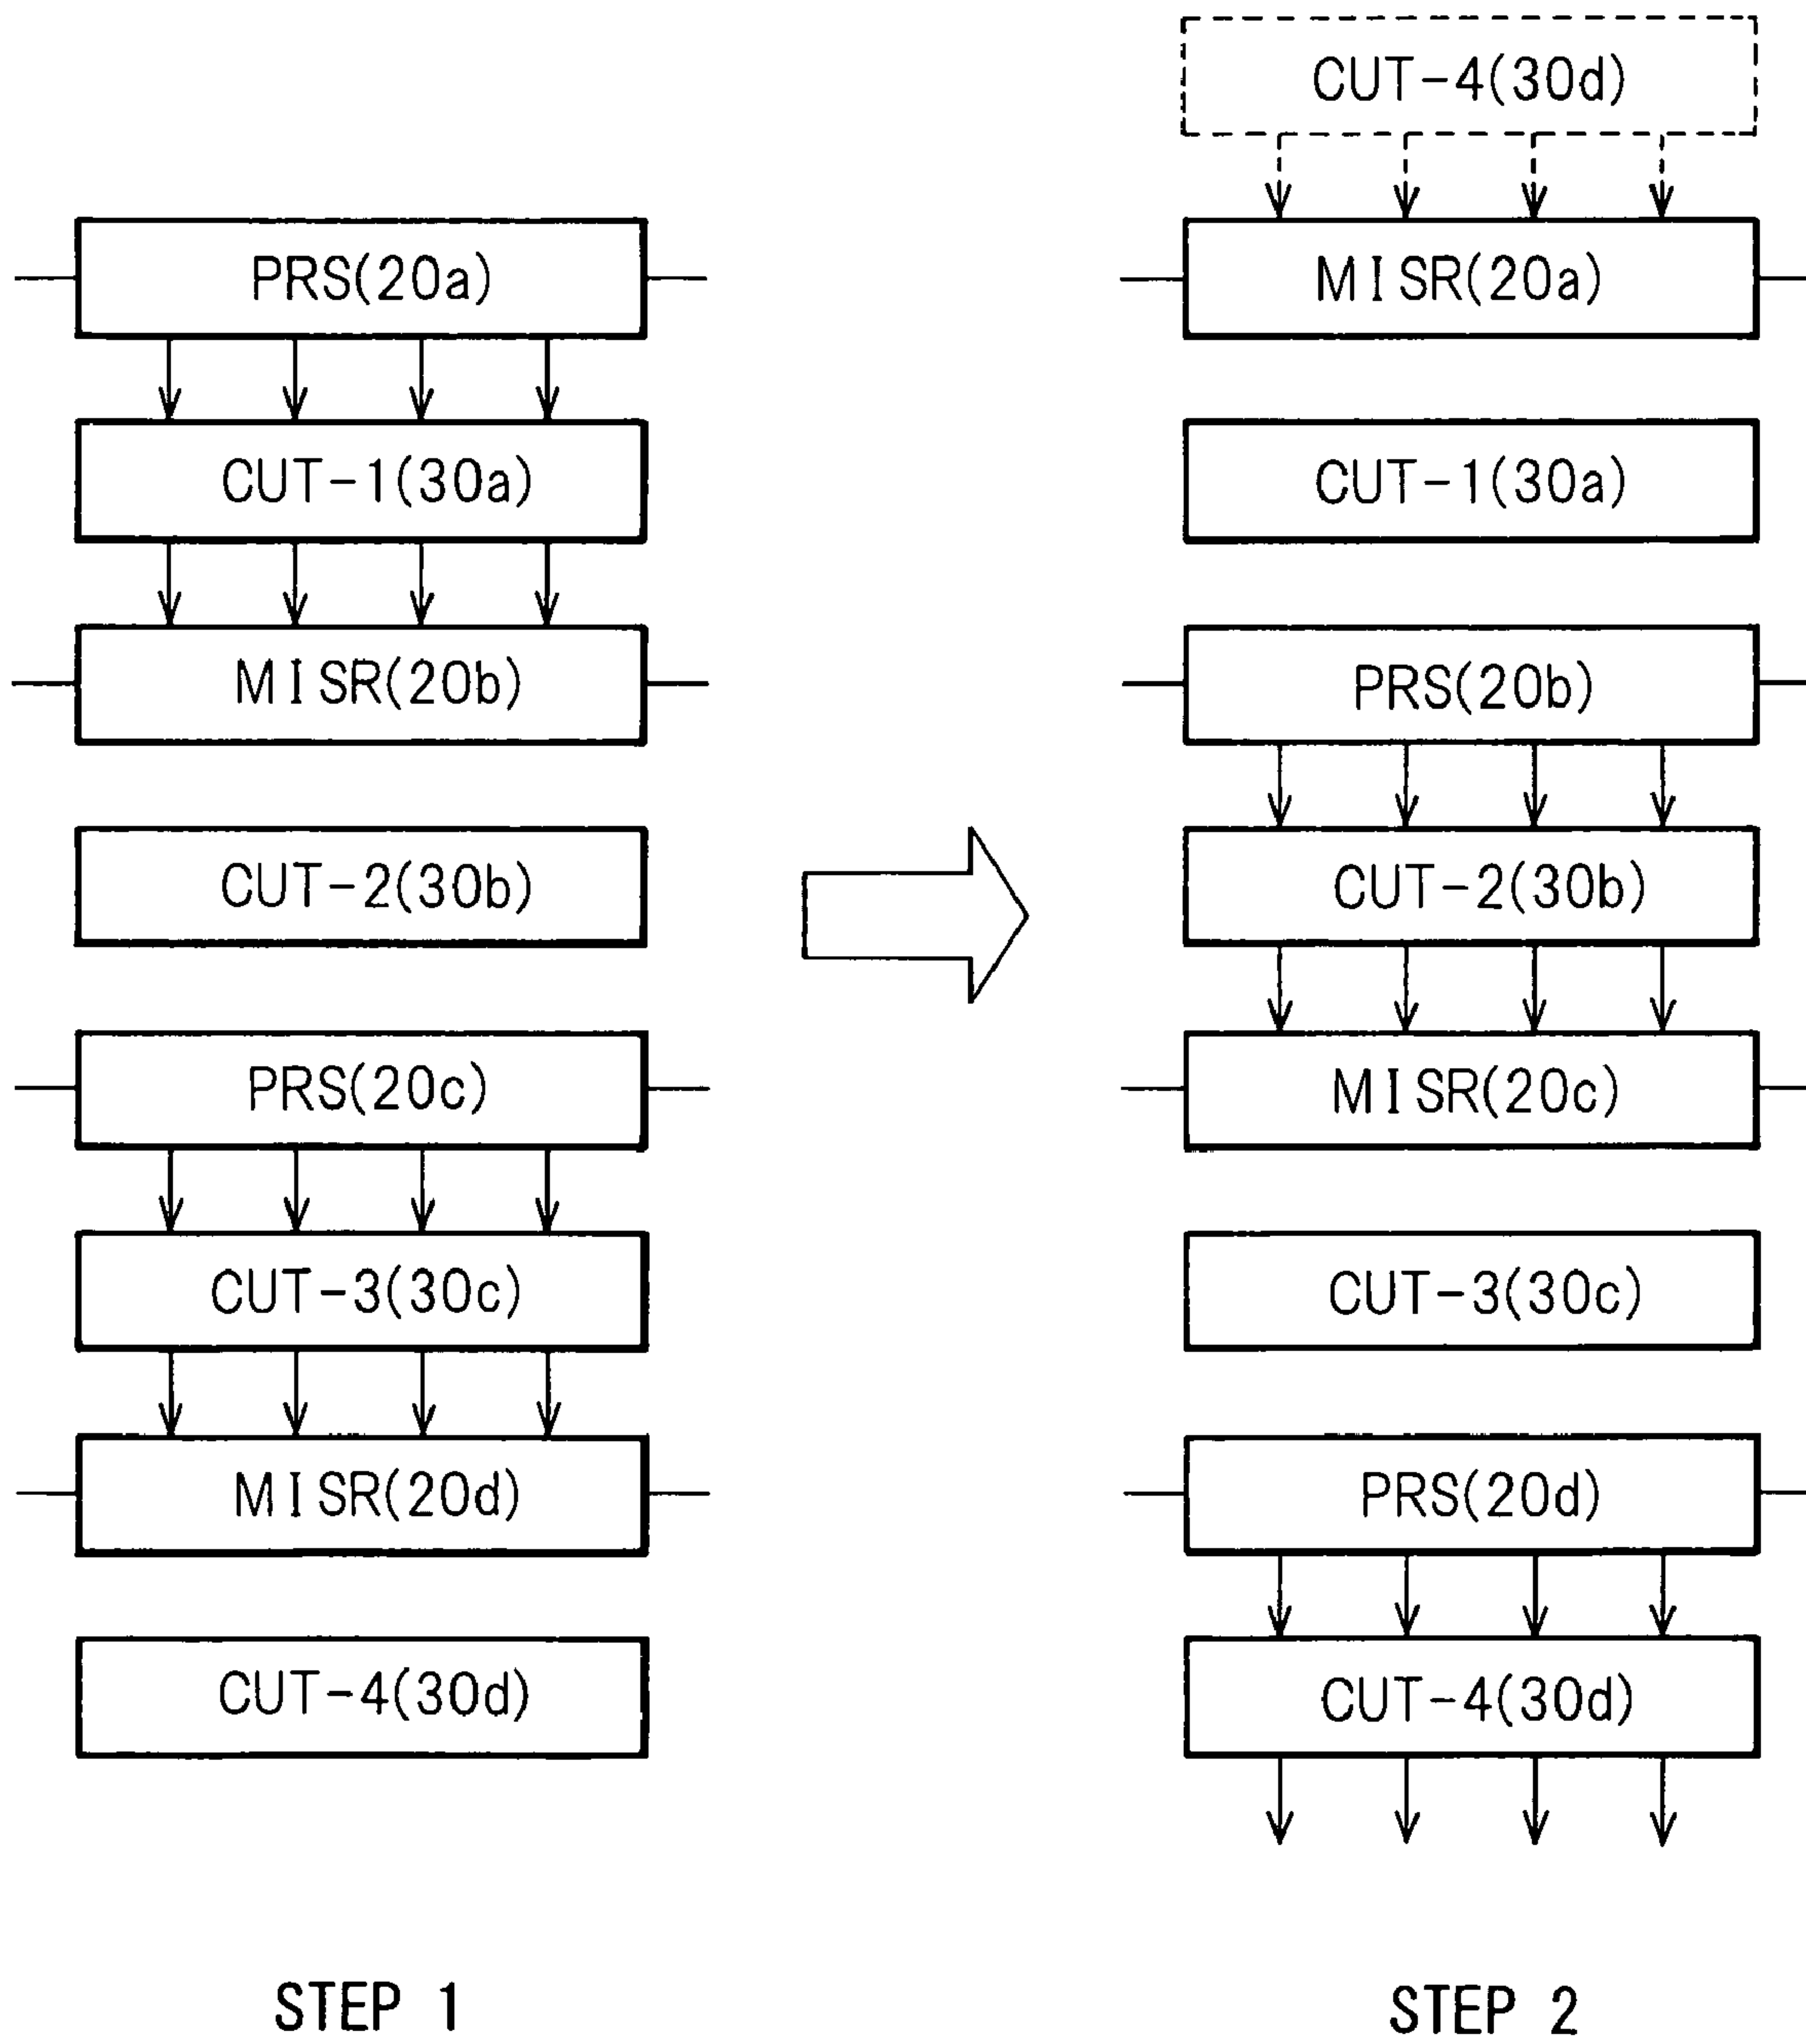 PRS(20a)
CUT-1(30a)
MISR(20b)
CUT-2(30b)
PRS(20c)
CUT-3(30c)
MISR(20d)
CUT-4(30d)
STEP 1
CUT-4(30d)
MISR(20a)
CUT-1(30a)
PRS(20b)
CUT-2(30b)
MISR(20c)
CUT-3(30c)
PRS(20d)
CUT-4(30d)
STEP 2